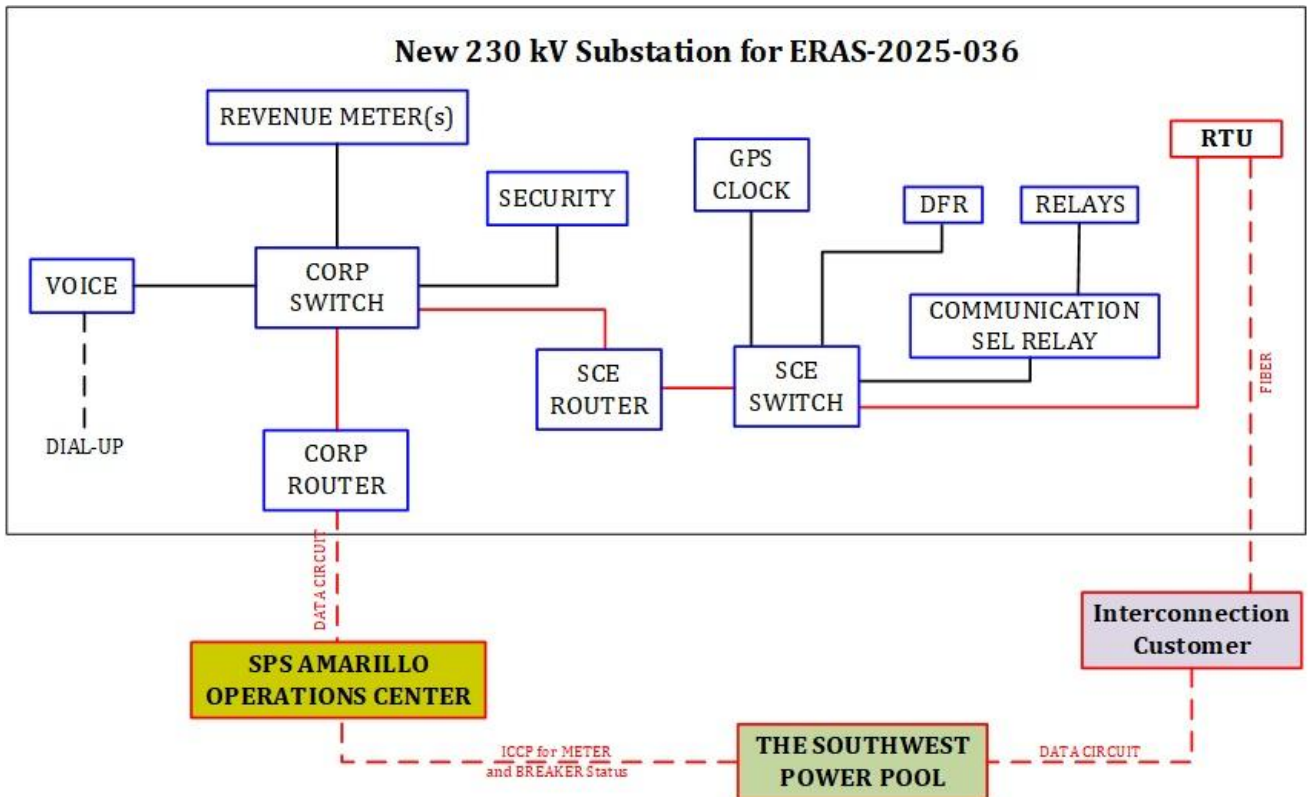 New 230 kV Substation for ERAS-2025-036
REVENUE METER(s)
RTU
GPS
CLOCK
SECURITY
DFR
RELAYS
VOICE
CORP
SWITCH
COMMUNICATION
SEL RELAY
SCE
ROUTER
SCE
SWITCH
FIBER
DIAL-UP
CORP
ROUTER
DATA CIRCUIT
Interconnection
Customer
SPS AMARILLO
OPERATIONS CENTER
ICCP for METER
and BREAKER Status
THE SOUTHWEST
POWER POOL
DATA CIRCUIT